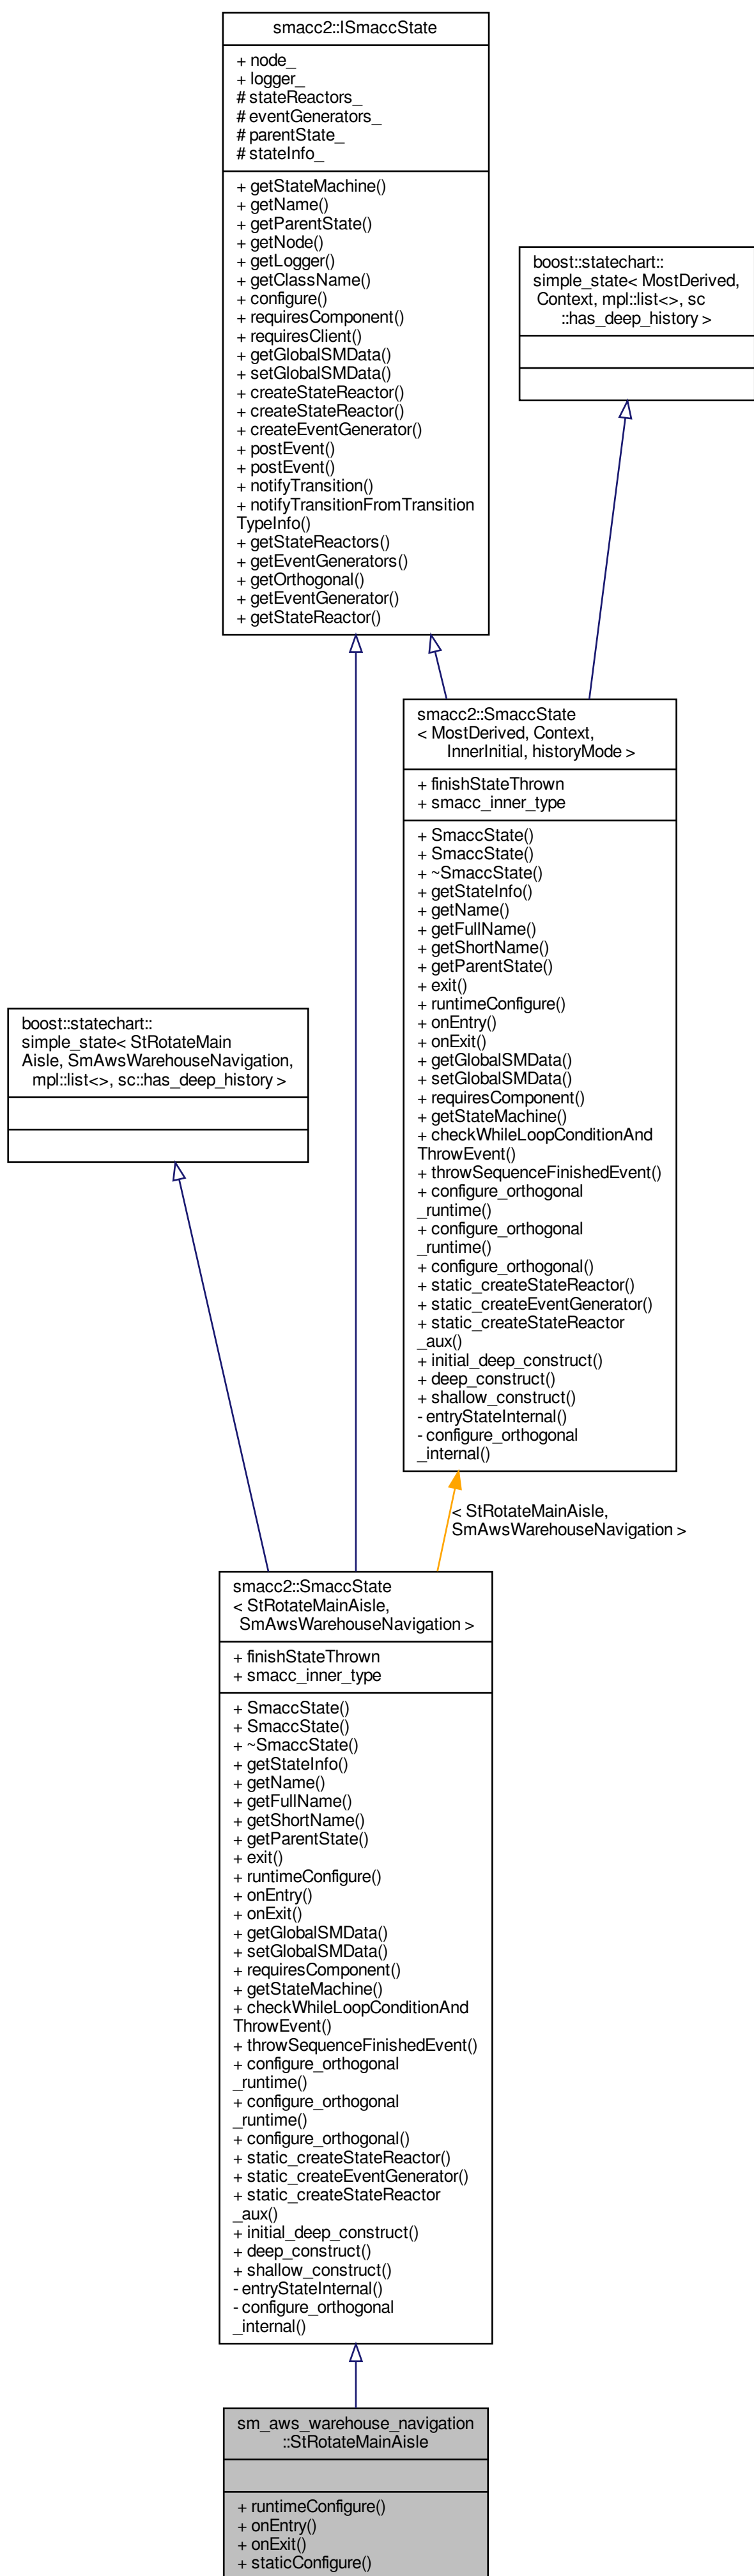 smacc2::ISmaccState
+ node_
+ logger_
# stateReactors_
# eventGenerators_
# parentState_
# stateInfo_
+ getStateMachine()
+ getName()
+ getParentState()
+ getNode()
+ getLogger()
+ getClassName()
+ configure()
+ requiresComponent()
+ requiresClient()
+ getGlobalSMData()
+ setGlobalSMData()
+ createStateReactor()
+ createStateReactor()
+ createEventGenerator()
+ postEvent()
+ postEvent()
+ notifyTransition()
+ notifyTransitionFromTransition
TypeInfo()
+ getStateReactors()
+ getEventGenerators()
+ getOrthogonal()
+ getEventGenerator()
+ getStateReactor()
boost::statechart::
simple_state< MostDerived,
Context, mpl::list<>, sc
::has_deep_history >
smacc2::SmaccState
< MostDerived, Context,
InnerInitial, historyMode >
+ finishStateThrown
+ smacc_inner_type
+ SmaccState()
+ SmaccState()
+ ~SmaccState()
+ getStateInfo()
+ getName()
+ getFullName()
+ getShortName()
+ getParentState()
+ exit()
+ runtimeConfigure()
+ onEntry()
+ onExit()
+ getGlobalSMData()
+ setGlobalSMData()
+ requiresComponent()
+ getStateMachine()
+ checkWhileLoopConditionAnd
ThrowEvent()
+ throwSequenceFinishedEvent()
+ configure_orthogonal
_runtime()
+ configure_orthogonal
_runtime()
+ configure_orthogonal()
+ static_createStateReactor()
+ static_createEventGenerator()
+ static_createStateReactor
_aux()
+ initial_deep_construct()
+ deep_construct()
+ shallow_construct()
- entryStateInternal()
- configure_orthogonal
_internal()
boost::statechart::
simple_state< StRotateMain
Aisle, SmAwsWarehouseNavigation,
mpl::list<>, sc::has_deep_history >
< StRotateMainAisle,
SmAwsWarehouseNavigation >
smacc2::SmaccState
< StRotateMainAisle,
SmAwsWarehouseNavigation >
+ finishStateThrown
+ smacc_inner_type
+ SmaccState()
+ SmaccState()
+ ~SmaccState()
+ getStateInfo()
+ getName()
+ getFullName()
+ getShortName()
+ getParentState()
+ exit()
+ runtimeConfigure()
+ onEntry()
+ onExit()
+ getGlobalSMData()
+ setGlobalSMData()
+ requiresComponent()
+ getStateMachine()
+ checkWhileLoopConditionAnd
ThrowEvent()
+ throwSequenceFinishedEvent()
+ configure_orthogonal
_runtime()
+ configure_orthogonal
_runtime()
+ configure_orthogonal()
+ static_createStateReactor()
+ static_createEventGenerator()
+ static_createStateReactor
_aux()
+ initial_deep_construct()
+ deep_construct()
+ shallow_construct()
- entryStateInternal()
- configure_orthogonal
_internal()
sm_aws_warehouse_navigation
::StRotateMainAisle
+ runtimeConfigure()
+ onEntry()
+ onExit()
+ staticConfigure()